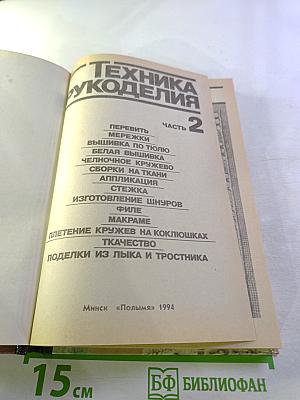 ТЕХНИКА
РУКОДЕЛИЯ
ЧАСТЬ 2
ПЕРЕВИТЬ
МЕРЕЖКИ
ВЫШИВКА ПО ТЮЛЮ
БЕЛАЯ ВЫШИВКА
ЧЕЛНОЧНОЕ КРУЖЕВО
СБОРКИ НА ТКАНИ
АППЛИКАЦИЯ
СТЕЖКА
ИЗГОТОВЛЕНИЕ ШНУРОВ
ФИЛЕ
МАКРАМЕ
ПЛЕТЕНИЕ КРУЖЕВ НА КОКЛЮШКАХ
ТКАЧЕСТВО
ПОДЕЛКИ ИЗ ЛЫКА И ТРОСТНИКА
Минск «Полымя» 1994
15 см
БФ БИБЛИОФАН